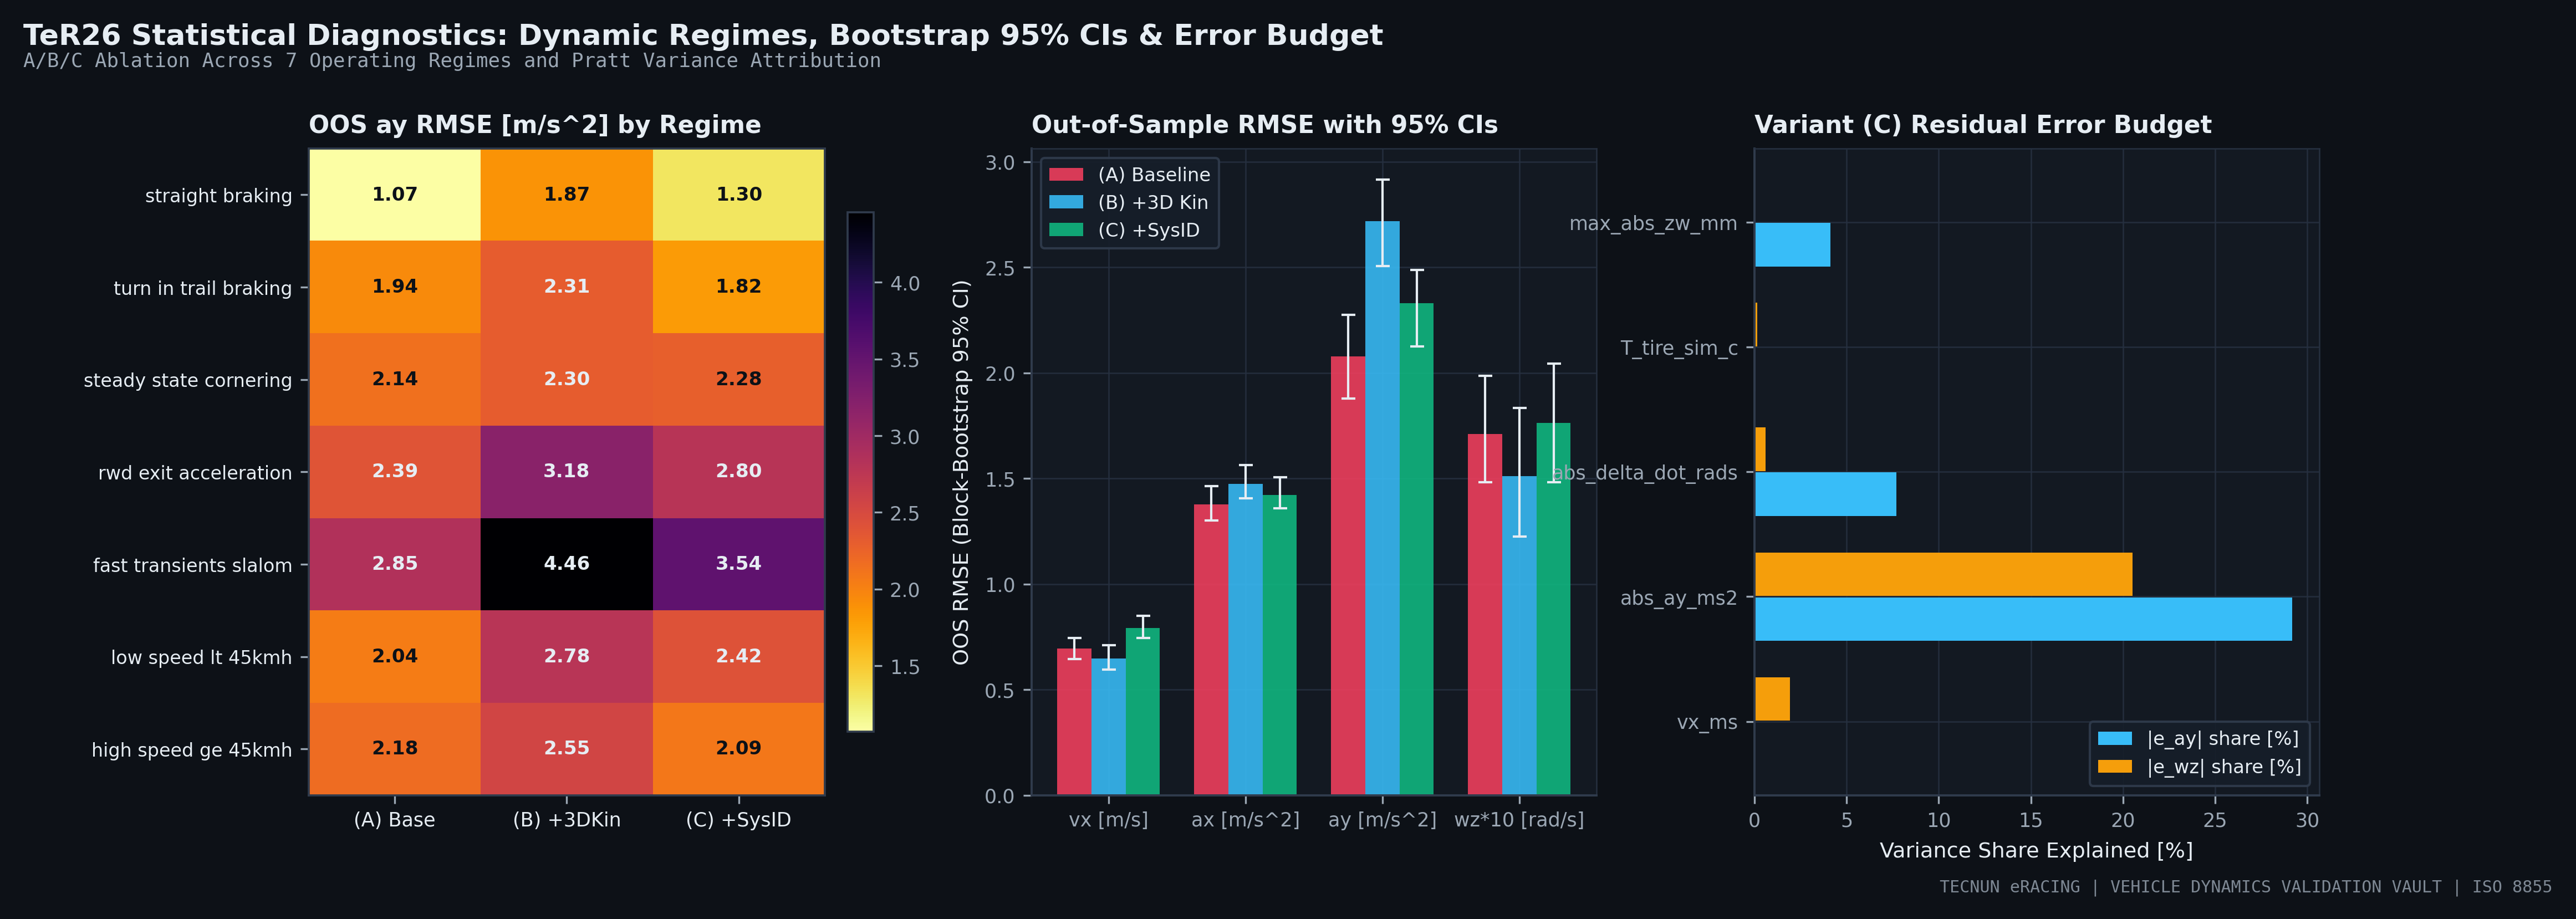 TeR26 Statistical Diagnostics: Dynamic Regimes, Bootstrap 95% CIs & Error Budget
A/B/C Ablation Across 7 Operating Regimes and Pratt Variance Attribution
OOS ay RMSE [m/s^2] by Regime
straight braking 1.07 1.87 1.30
turn in trail braking 1.94 2.31 1.82
steady state cornering 2.14 2.30 2.28
rwd exit acceleration 2.39 3.18 2.80
fast transients slalom 2.85 4.46 3.54
low speed lt 45kmh 2.04 2.78 2.42
high speed ge 45kmh 2.18 2.55 2.09
(A) Base (B) +3DKin (C) +SysID
4.0
3.5
3.0
2.5
2.0
1.5
Out-of-Sample RMSE with 95% CIs
OOS RMSE (Block-Bootstrap 95% CI)
3.0
2.5
2.0
1.5
1.0
0.5
0.0
(A) Baseline
(B) +3D Kin
(C) +SysID
vx [m/s] ax [m/s^2] ay [m/s^2] wz*10 [rad/s]
Variant (C) Residual Error Budget
max_abs_zw_mm
T_tire_sim_c
abs_delta_dot_rads
abs_ay_ms2
vx_ms
|e_ay| share [%]
|e_wz| share [%]
0 5 10 15 20 25 30
Variance Share Explained [%]
TECNUN eRACING | VEHICLE DYNAMICS VALIDATION VAULT | ISO 8855